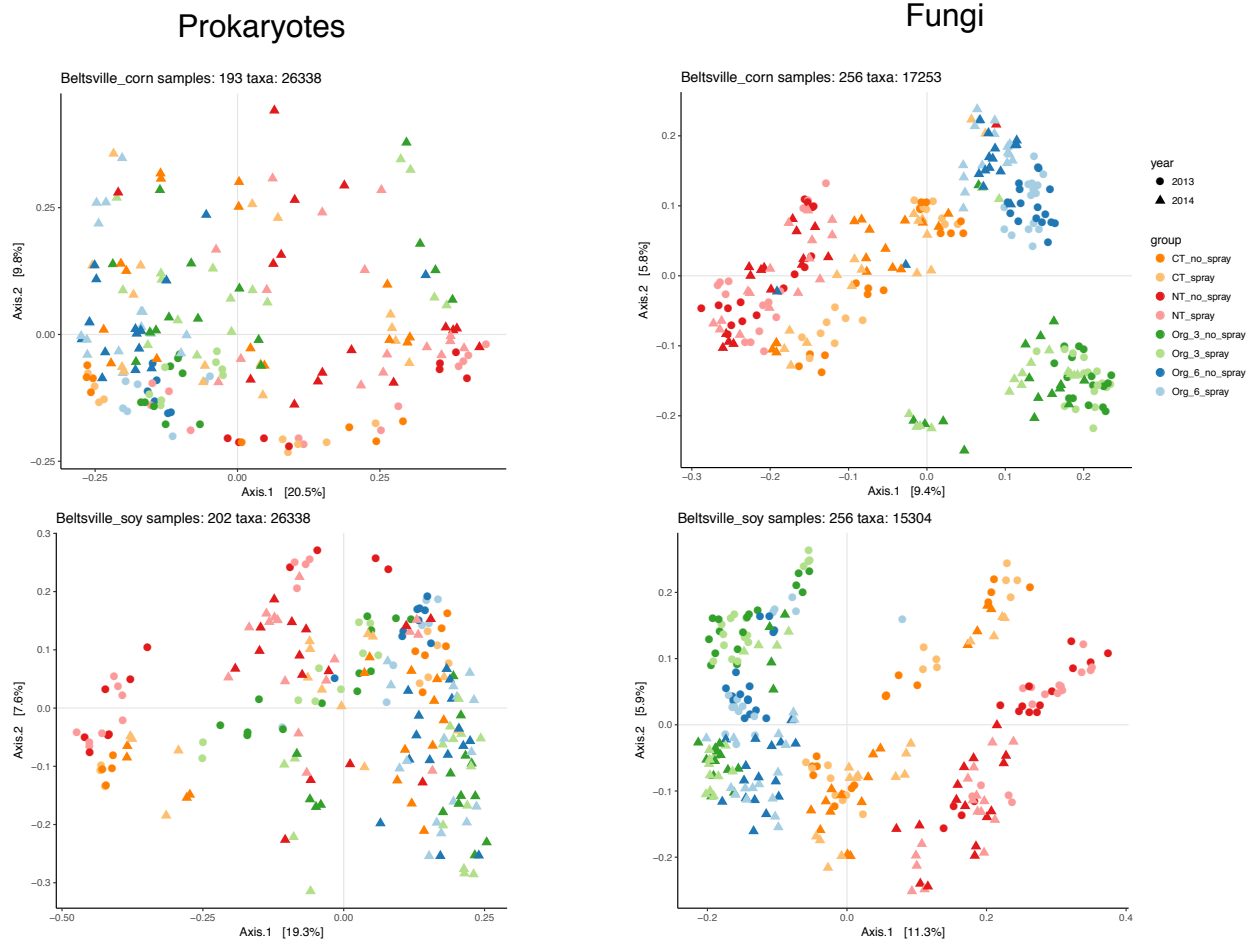 Prokaryotes
Fungi
Beltsville_corn samples: 193 taxa: 26338
0.25
0.00
−0.25
Axis.2 [9.8%]
−0.25
0.00
0.25
Axis.1 [20.5%]
Beltsville_corn samples: 256 taxa: 17253
0.2
0.1
0.0
−0.1
−0.2
Axis.2 [5.8%]
−0.3
−0.2
−0.1
0.0
0.1
0.2
Axis.1 [9.4%]
year
2013
2014
group
CT_no_spray
CT_spray
NT_no_spray
NT_spray
Org_3_no_spray
Org_3_spray
Org_6_no_spray
Org_6_spray
Beltsville_soy samples: 202 taxa: 26338
0.3
0.2
0.1
0.0
−0.1
−0.2
−0.3
Axis.2 [7.6%]
−0.50
−0.25
0.00
0.25
Axis.1 [19.3%]
Beltsville_soy samples: 256 taxa: 15304
0.2
0.1
0.0
−0.1
−0.2
Axis.2 [5.9%]
−0.2
0.0
0.2
0.4
Axis.1 [11.3%]